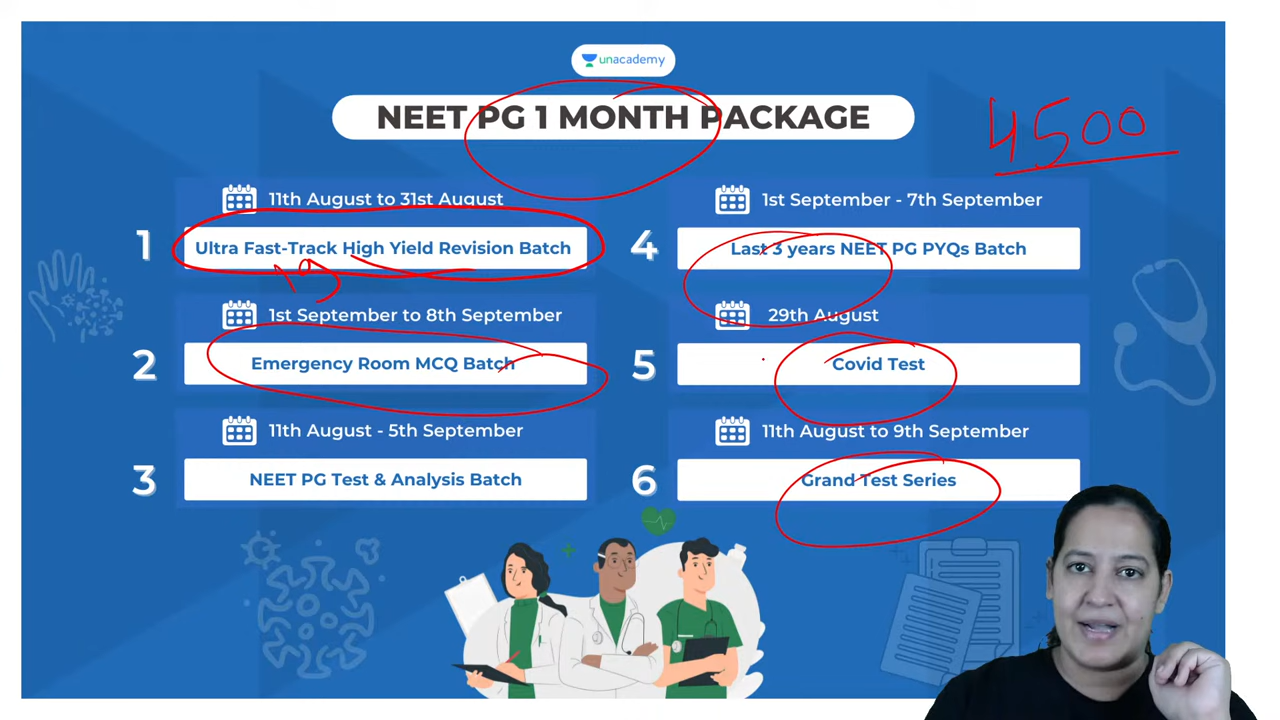 unacademy
NEET PG 1 MONTH PACKAGE
4500
11th August to 31st August
1
Ultra Fast-Track High Yield Revision Batch
19
1st September to 8th September
2
Emergency Room MCQ Batch
11th August - 5th September
3
NEET PG Test & Analysis Batch
1st September - 7th September
4
Last 3 years NEET PG PYQs Batch
29th August
5
Covid Test
11th August to 9th September
6
Grand Test Series